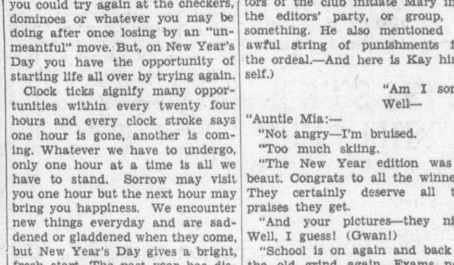 you could try again at the checkers,
dominoes or whatever you may be
doing after once losing by an "un-
meantful" move. But, on New Year's
Day you have the opportunity of
starting life all over by trying again.
Clock ticks signify many oppor-
tunities within every twenty four
hours and every clock stroke says
one hour is gone, another is com-
ing. Whatever we have to undergo,
only one hour at a time is all we
have to stand. Sorrow may visit
you one hour but the next hour may
bring you happiness. We encounter
new things everyday and are sad-
dened or gladdened when they come,
but New Year's Day gives a bright,
fresh start. The past year has dis-
tors of the club initiate Mary in
the editors' party, or group,
something. He also mentioned
awful string of punishments f
the ordeal.—And here is Kay hi
self.)
"Am I sor
Well—
"Auntie Mia:—
"Not angry—I'm bruised.
"Too much skiing.
"The New Year edition was
beaut. Congrats to all the winne
They certainly deserve all t
praises they get.
"And your pictures—they ni
Well, I guess! (Gwan!)
"School is on again and back
the old grind again. Exams